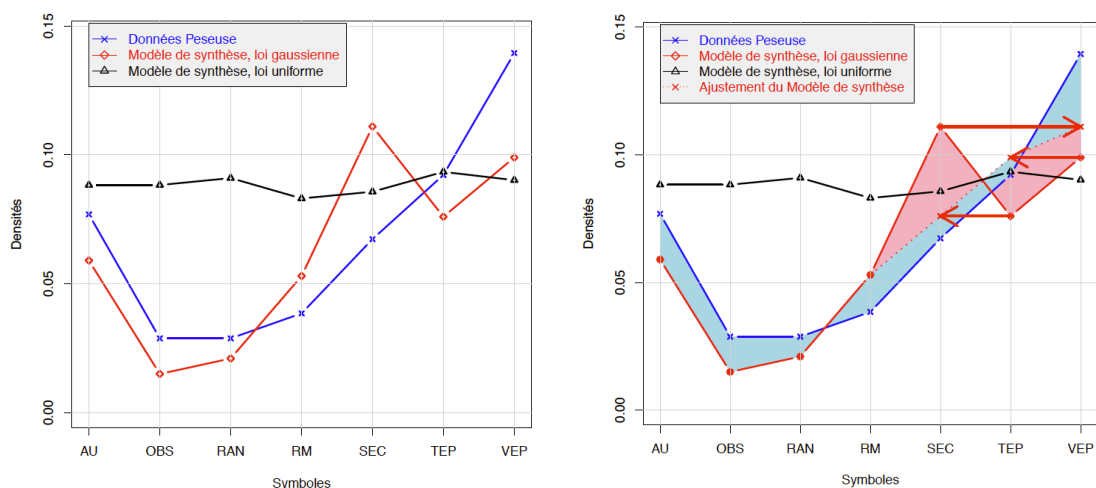 0.15
Données Peseuse
Modèle de synthèse, loi gaussienne
Modèle de synthèse, loi uniforme
0.10
Densités
0.05
0.00
AU OBS RAN RM SEC TEP VEP
Symboles
0.15
Données Peseuse
Modèle de synthèse, loi gaussienne
Modèle de synthèse, loi uniforme
Ajustement du Modèle de synthèse
0.10
Densités
0.05
0.00
AU OBS RAN RM SEC TEP VEP
Symboles